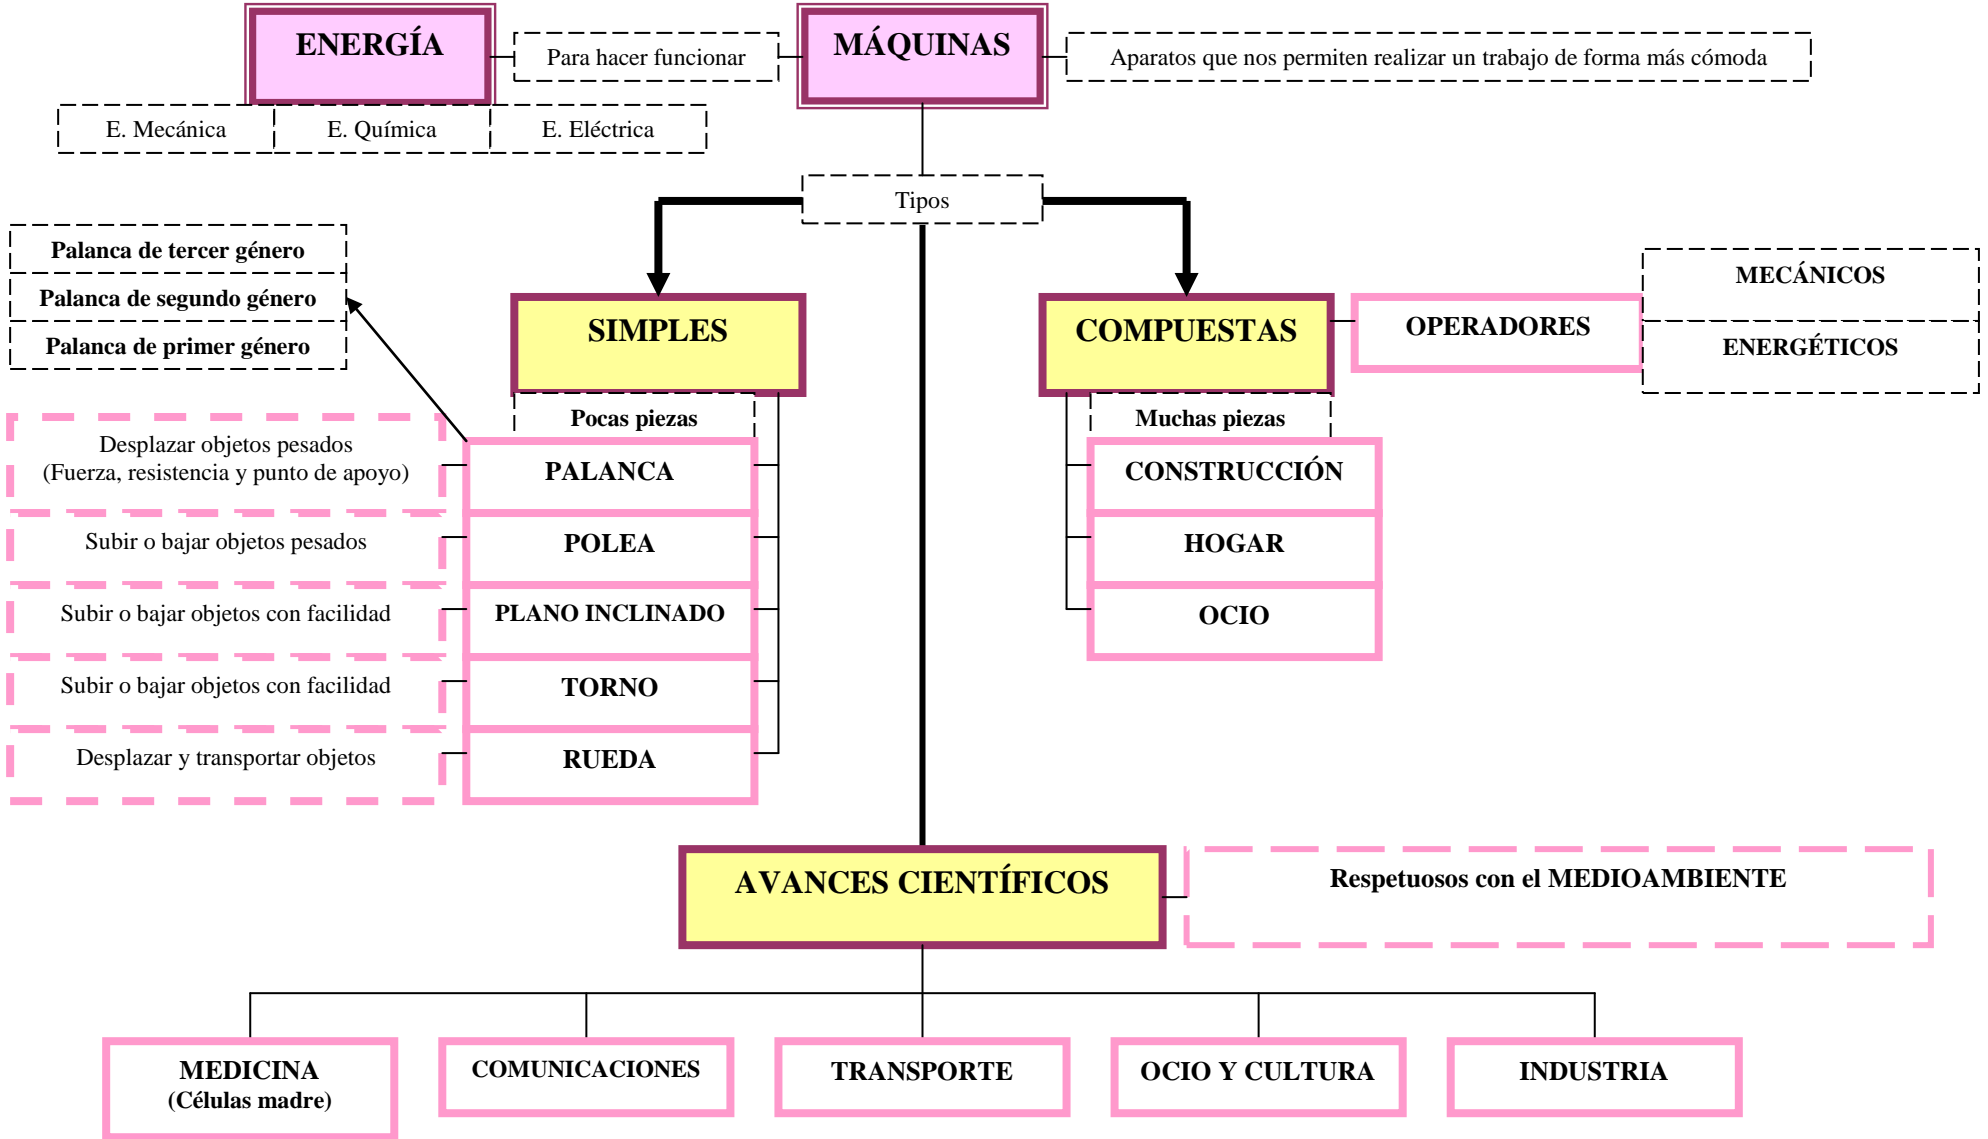 ENERGÍA
Para hacer funcionar
MÁQUINAS
Aparatos que nos permiten realizar un trabajo de forma más cómoda
E. Mecánica
E. Química
E. Eléctrica
Tipos
Palanca de tercer género
Palanca de segundo género
Palanca de primer género
SIMPLES
Pocas piezas
COMPUESTAS
Muchas piezas
OPERADORES
MECÁNICOS
ENERGÉTICOS
Desplazar objetos pesados
(Fuerza, resistencia y punto de apoyo)
PALANCA
Subir o bajar objetos pesados
POLEA
Subir o bajar objetos con facilidad
PLANO INCLINADO
Subir o bajar objetos con facilidad
TORNO
Desplazar y transportar objetos
RUEDA
CONSTRUCCIÓN
HOGAR
OCIO
AVANCES CIENTÍFICOS
Respetuosos con el MEDIOAMBIENTE
MEDICINA
(Células madre)
COMUNICACIONES
TRANSPORTE
OCIO Y CULTURA
INDUSTRIA